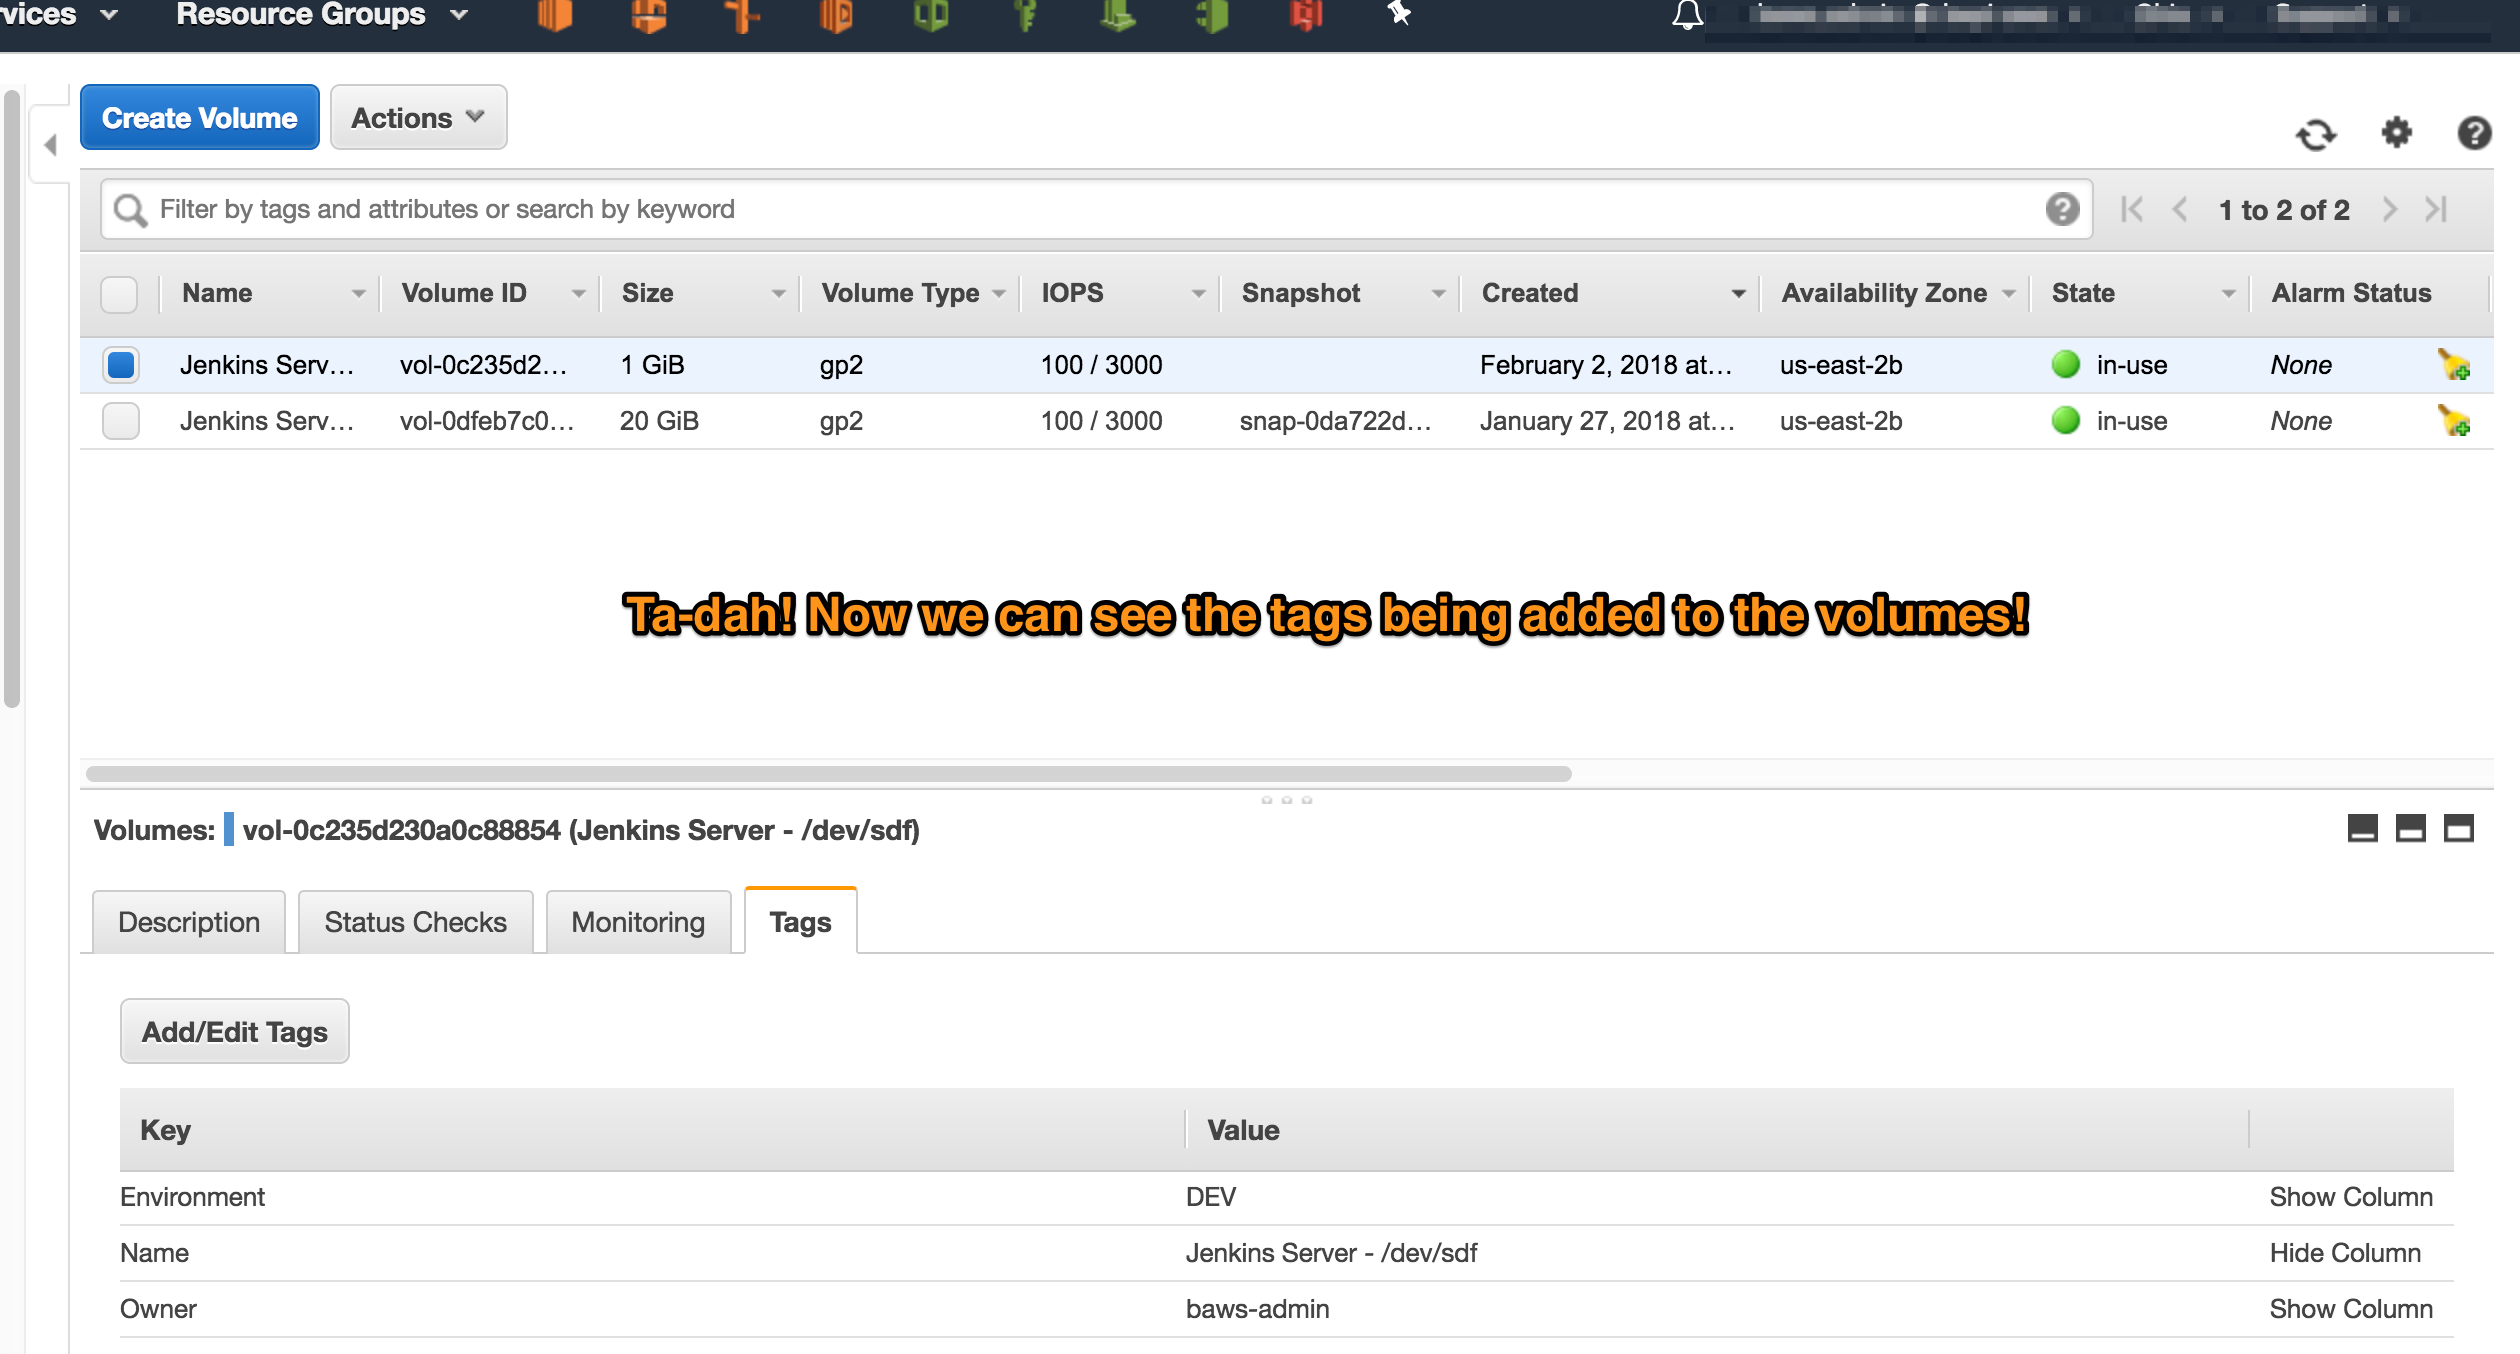 rvices Resource Groups
Create Volume Actions
Filter by tags and attributes or search by keyword 1 to 2 of 2
Name Volume ID Size Volume Type IOPS Snapshot Created Availability Zone State Alarm Status
Jenkins Serv... vol-0c235d2... 1 GiB gp2 100 / 3000 February 2, 2018 at... us-east-2b in-use None
Jenkins Serv... vol-0dfeb7c0... 20 GiB gp2 100 / 3000 snap-0da722d... January 27, 2018 at... us-east-2b in-use None
Ta-dah! Now we can see the tags being added to the volumes!
Volumes: vol-0c235d230a0c88854 (Jenkins Server - /dev/sdf)
Description Status Checks Monitoring Tags
Add/Edit Tags
Key Value
Environment DEV Show Column
Name Jenkins Server - /dev/sdf Hide Column
Owner baws-admin Show Column